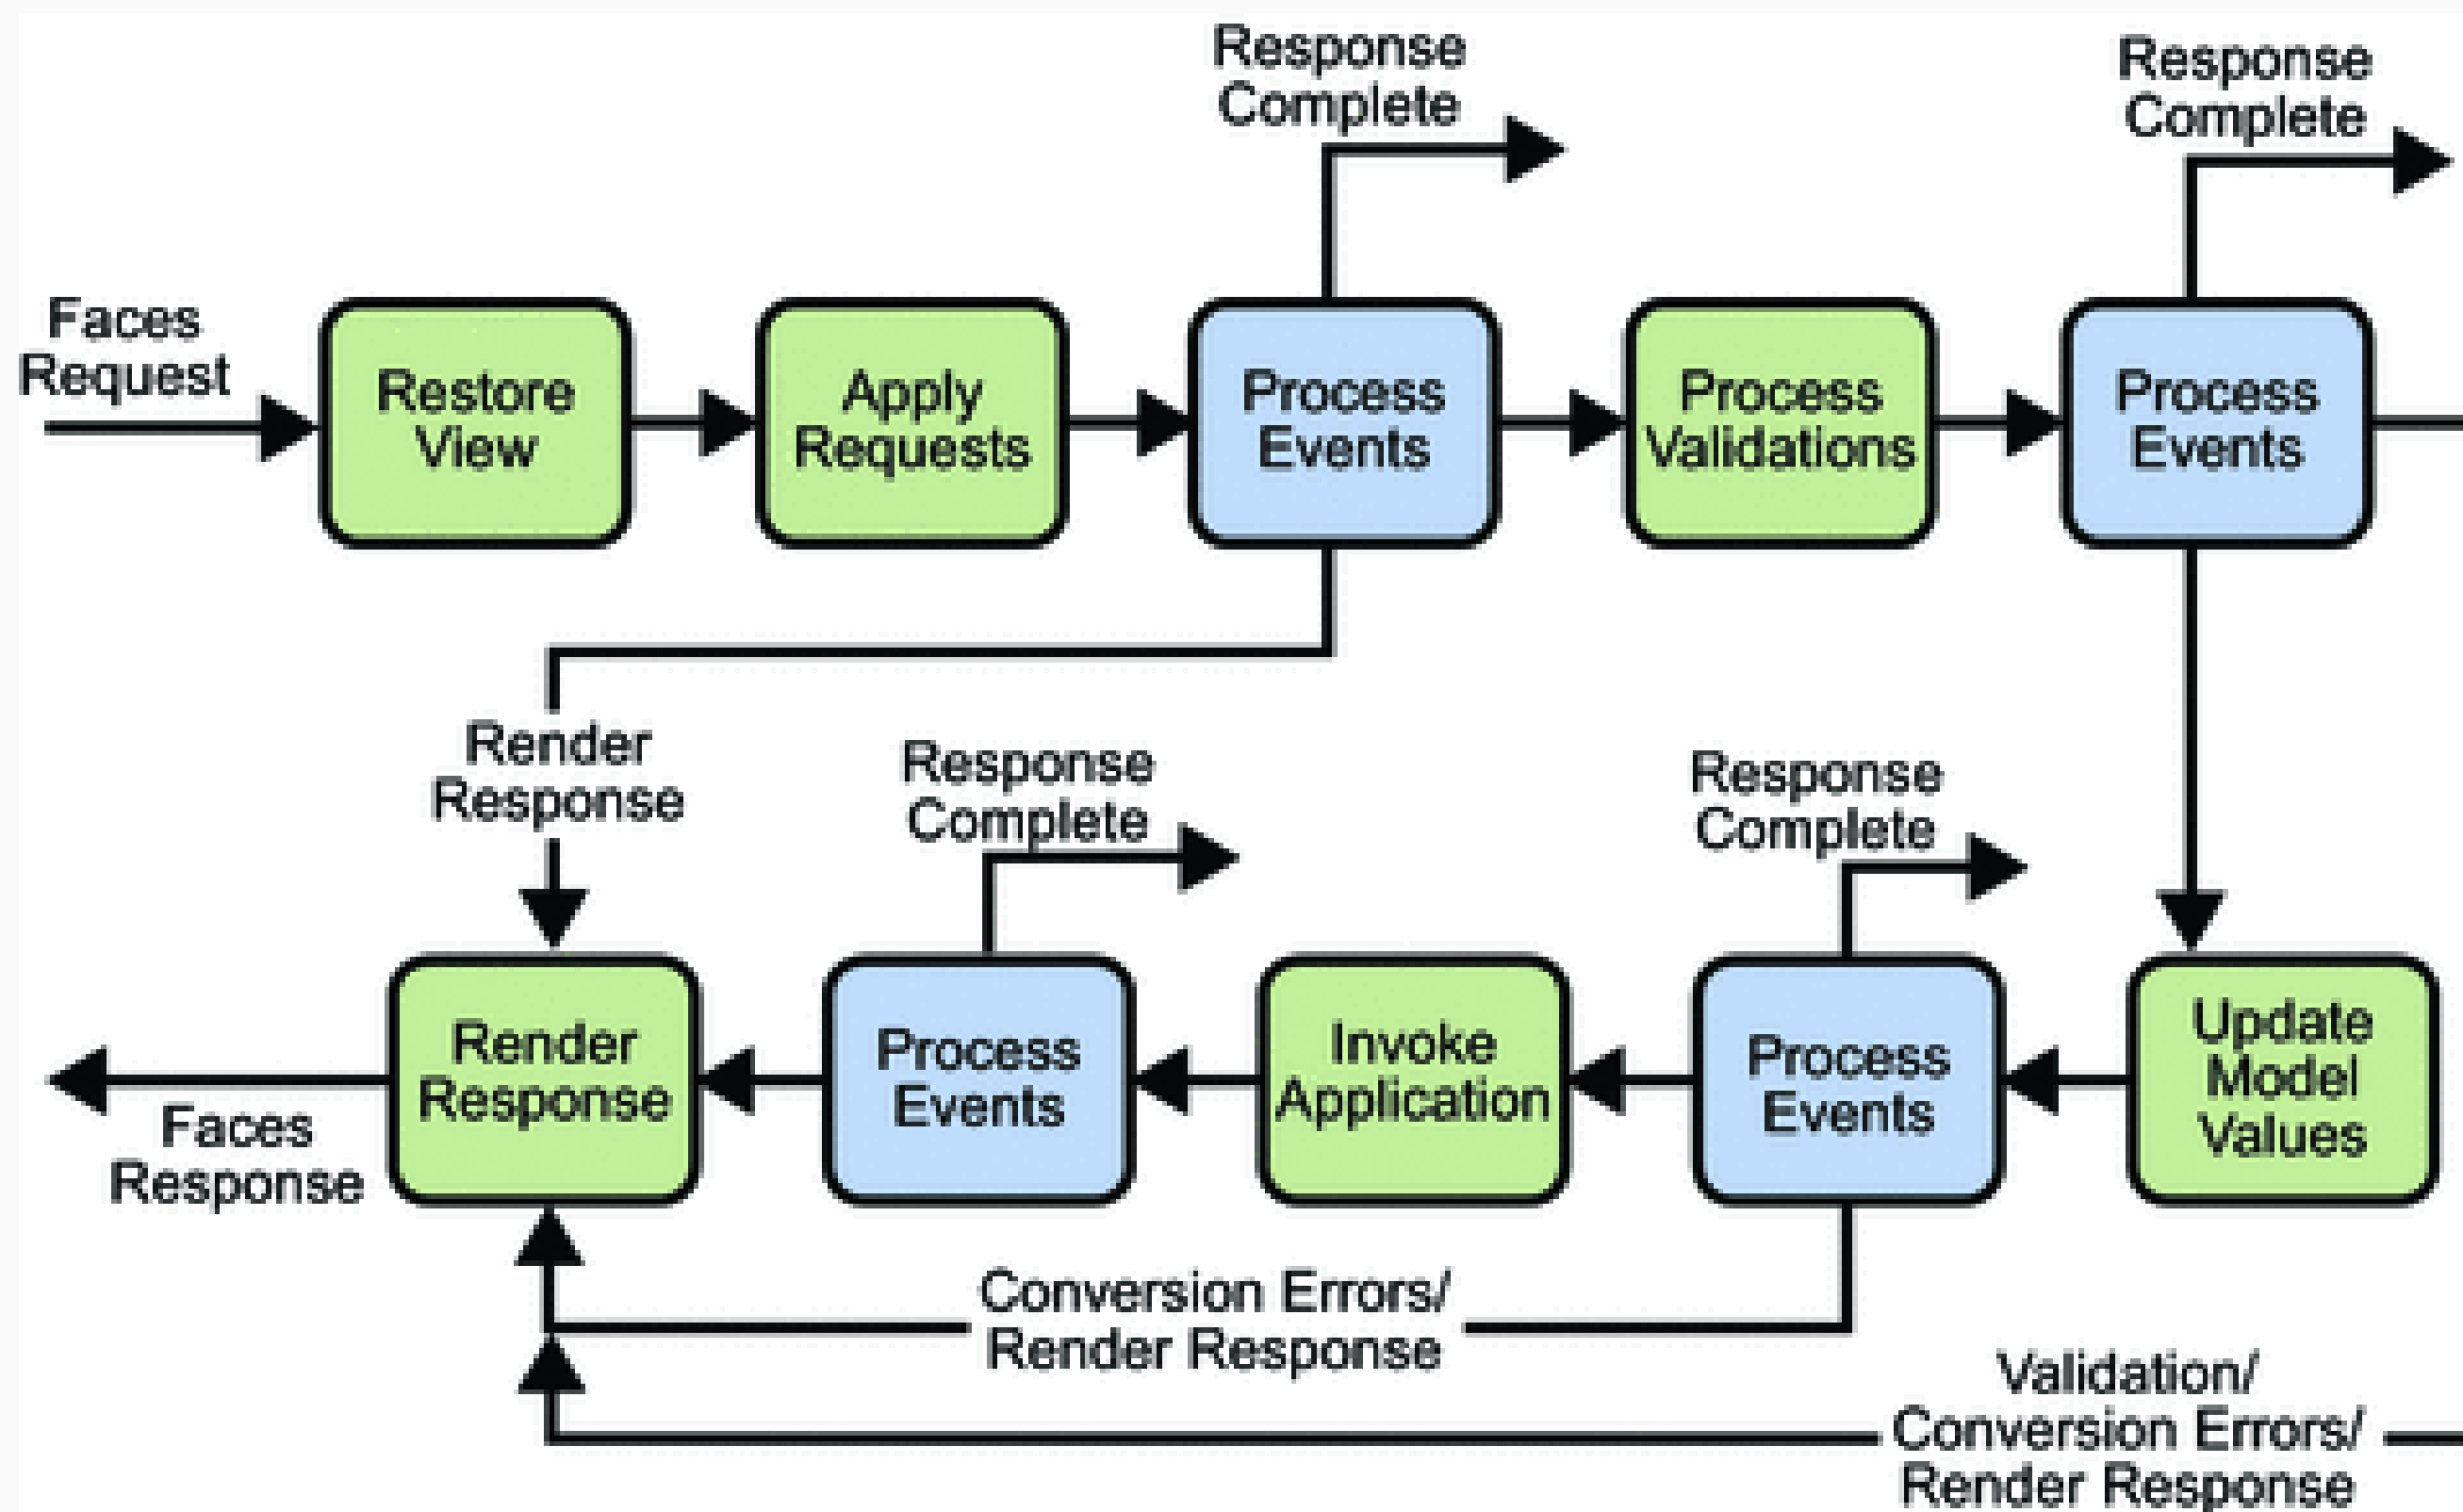 Response
Complete
Response
Complete
Faces
Request
Restore
View
Apply
Requests
Process
Events
Process
Validations
Process
Events
Render
Response
Response
Complete
Response
Complete
Render
Response
Process
Events
Invoke
Application
Process
Events
Update
Model
Values
Faces
Response
Conversion Errors/
Render Response
Validation/
Conversion Errors/
Render Response